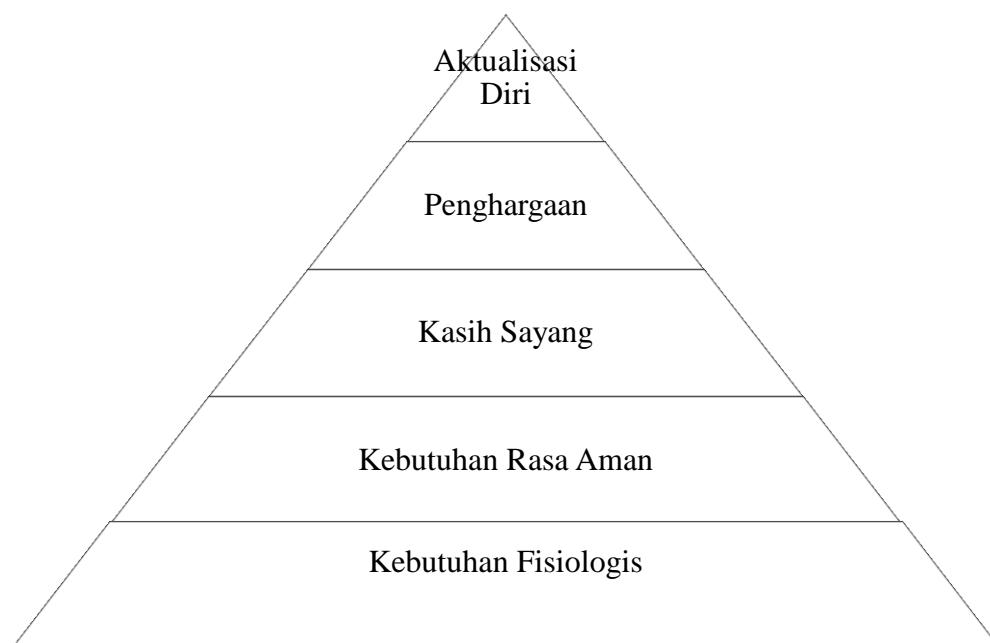 Aktualisasi
Diri
Penghargaan
Kasih Sayang
Kebutuhan Rasa Aman
Kebutuhan Fisiologis